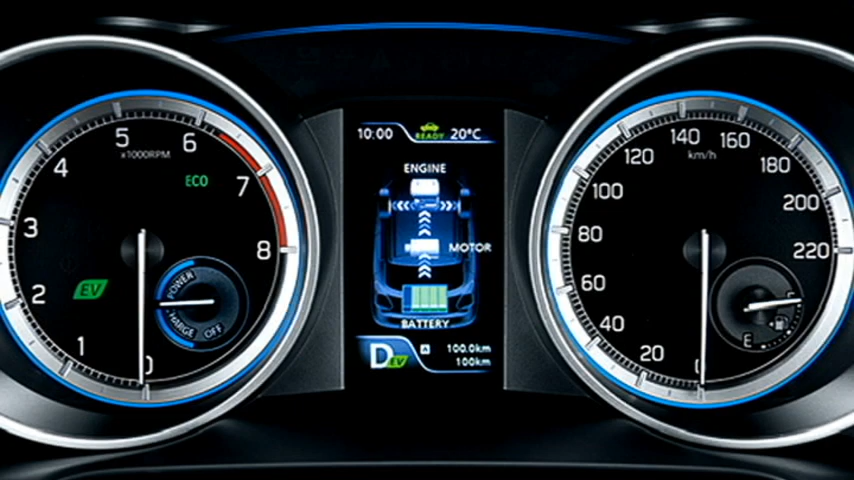 5
6
x1000RPM
4
ECO
7
3
8
EV
2
POWER
CHARGE
OFF
1
0
10:00 READY 20°C
ENGINE
MOTOR
BATTERY
D EV A 100.0km
100km
140
160
120
km/h
180
100
200
80
220
60
40
E
20